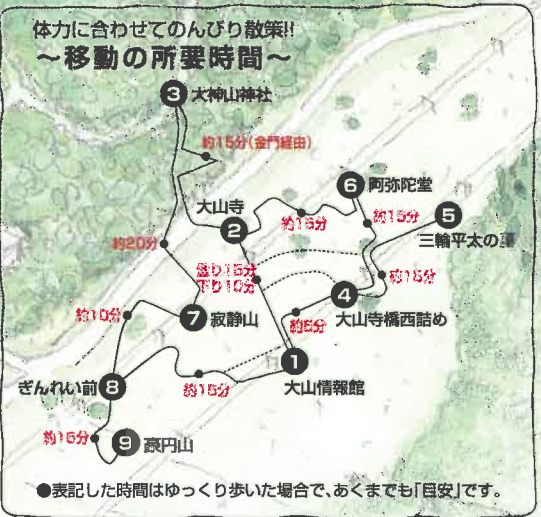 体力に合わせてのんびり散策!!
～移動の所要時間～
3 大神山神社
約15分(金門経由)
6 阿弥陀堂
大山寺
2
約15分
約15分
5
三輪平太の墓
約20分
登り15分
下り10分
約15分
4
大山寺橋西詰め
約10分
7 寂静山
約5分
1
大山情報館
ぎんれい前 8
約15分
約15分
9 豪円山
●表記した時間はゆっくり歩いた場合で、あくまでも「目安」です。